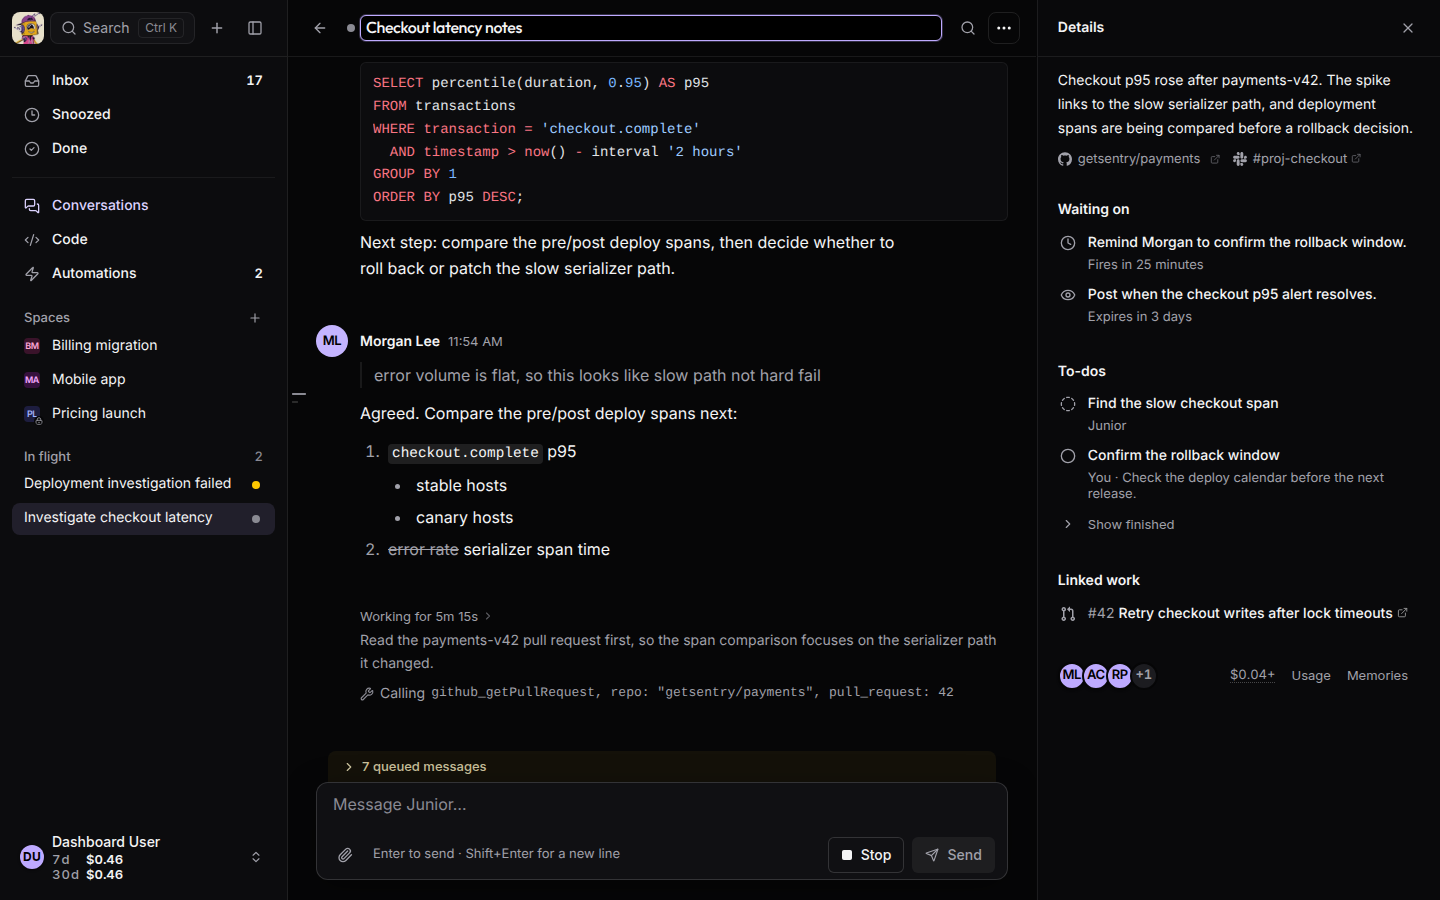 Search Ctrl K
Inbox 17
Snoozed
Done
Conversations
Code
Automations 2
Spaces
BM Billing migration
MA Mobile app
PL Pricing launch
In flight 2
Deployment investigation failed
Investigate checkout latency
DU Dashboard User
7d $0.46
30d $0.46
Checkout latency notes
SELECT percentile(duration, 0.95) AS p95
FROM transactions
WHERE transaction = 'checkout.complete'
AND timestamp > now() - interval '2 hours'
GROUP BY 1
ORDER BY p95 DESC;
Next step: compare the pre/post deploy spans, then decide whether to
roll back or patch the slow serializer path.
ML Morgan Lee 11:54 AM
error volume is flat, so this looks like slow path not hard fail
Agreed. Compare the pre/post deploy spans next:
1. checkout.complete p95
• stable hosts
• canary hosts
2. error rate serializer span time
Working for 5m 15s
Read the payments-v42 pull request first, so the span comparison focuses on the serializer path
it changed.
Calling github_getPullRequest, repo: "getsentry/payments", pull_request: 42
7 queued messages
Message Junior...
Enter to send · Shift+Enter for a new line
Stop
Send
Details
Checkout p95 rose after payments-v42. The spike
links to the slow serializer path, and deployment
spans are being compared before a rollback decision.
getsentry/payments #proj-checkout
Waiting on
Remind Morgan to confirm the rollback window.
Fires in 25 minutes
Post when the checkout p95 alert resolves.
Expires in 3 days
To-dos
Find the slow checkout span
Junior
Confirm the rollback window
You · Check the deploy calendar before the next
release.
Show finished
Linked work
#42 Retry checkout writes after lock timeouts
ML AC RP +1 $0.04+ Usage Memories